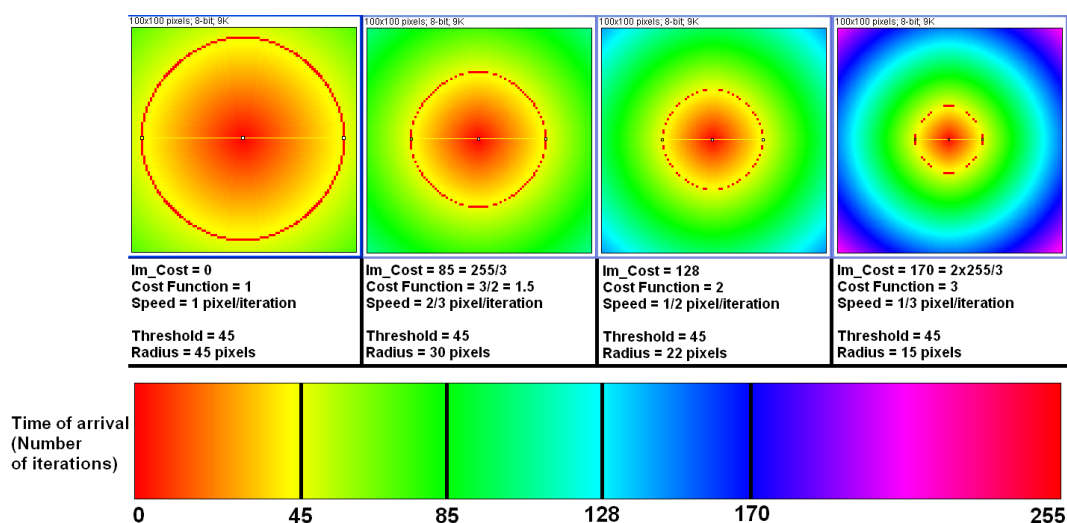 100x100 pixels; 8-bit; 9K
100x100 pixels; 8-bit; 9K
100x100 pixels; 8-bit; 9K
100x100 pixels; 8-bit; 9K
Im_Cost = 0
Cost Function = 1
Speed = 1 pixel/iteration
Threshold = 45
Radius = 45 pixels
Im_Cost = 85 = 255/3
Cost Function = 3/2 = 1.5
Speed = 2/3 pixel/iteration
Threshold = 45
Radius = 30 pixels
Im_Cost = 128
Cost Function = 2
Speed = 1/2 pixel/iteration
Threshold = 45
Radius = 22 pixels
Im_Cost = 170 = 2x255/3
Cost Function = 3
Speed = 1/3 pixel/iteration
Threshold = 45
Radius = 15 pixels
Time of arrival
(Number
of iterations)
0 45 85 128 170 255